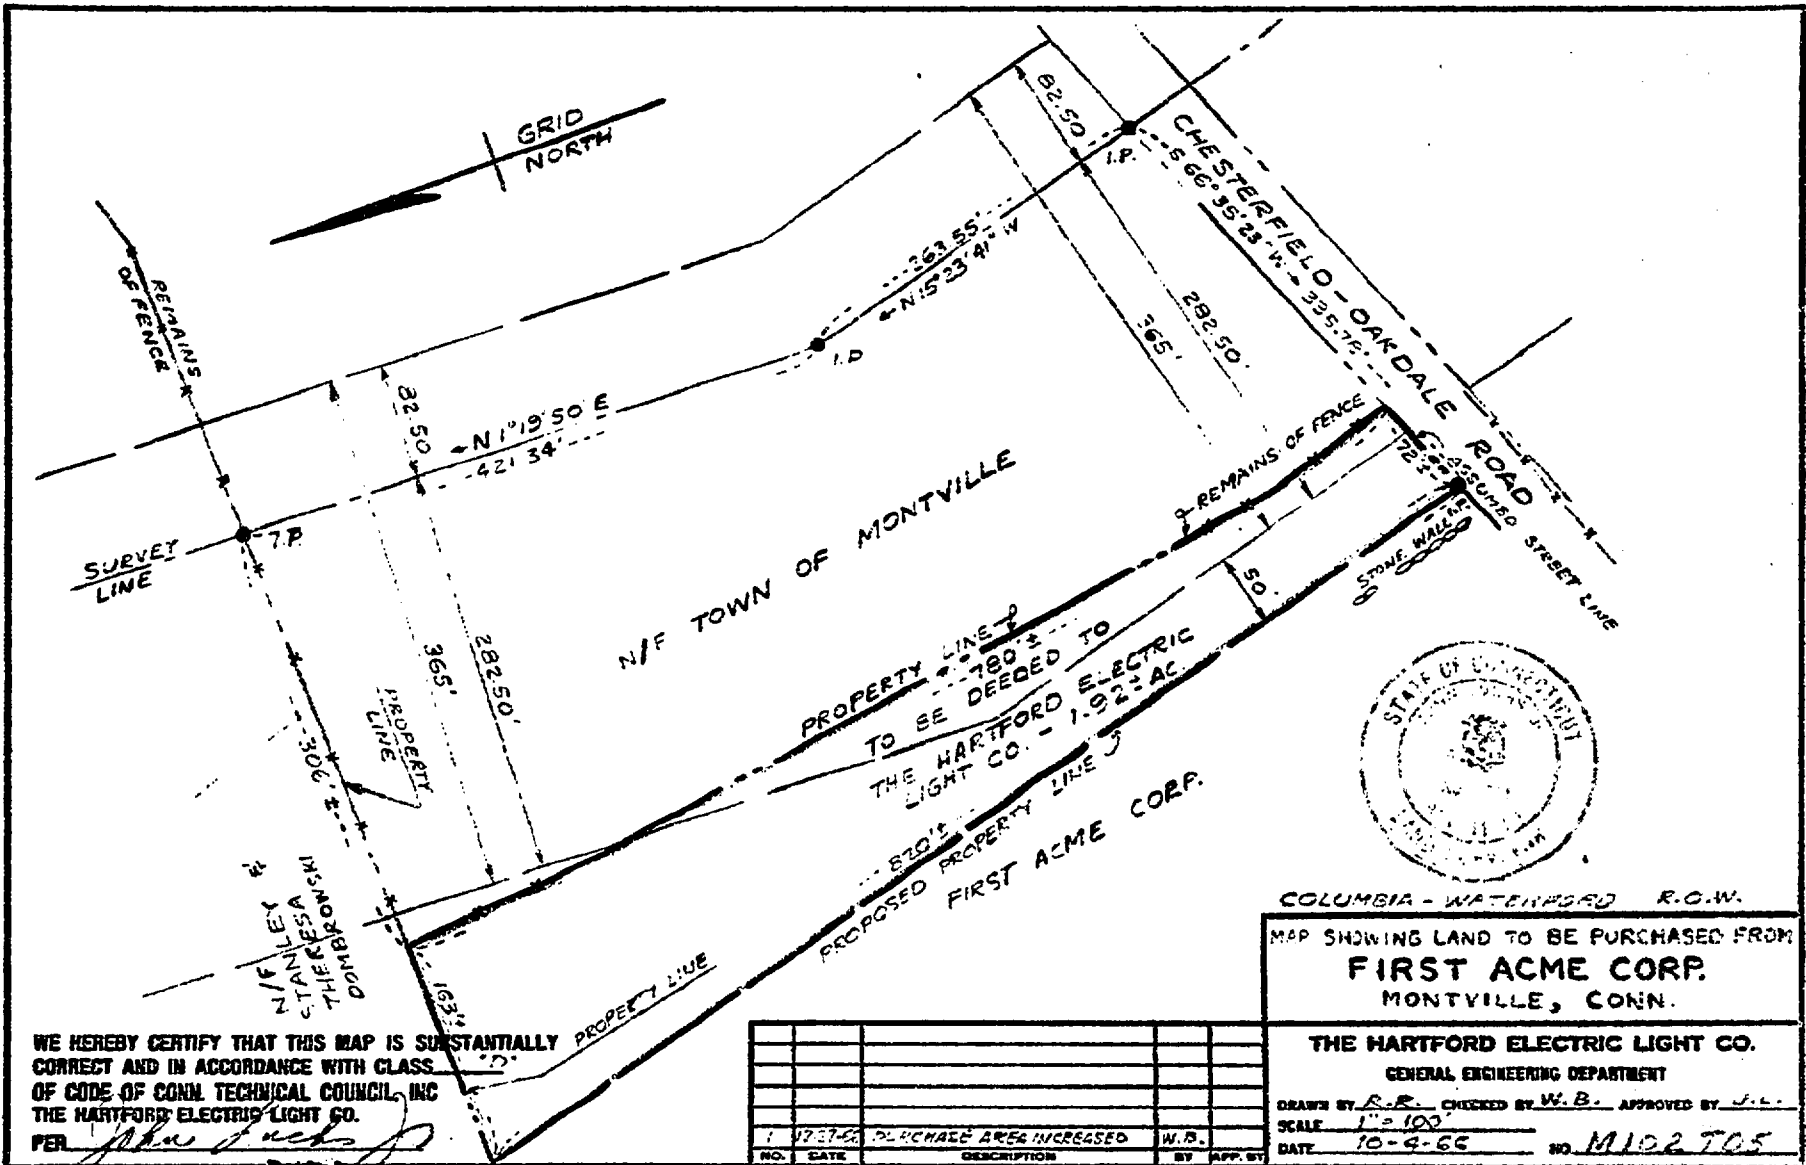 GRID
NORTH
REMAINS
OF FENCE
82.50
I.P.
CHESTERFIELD-OAKDALE ROAD
S 66° 35' 23" W - 335.78'
263.55'
N 15° 23' 41" W
I.P.
365'
282.50'
82.50
N 1° 19' 50" E
421.34'
SURVEY
LINE
T.P.
REMAINS OF FENCE
ASSUMED STREET LINE
STONE WALL
N/F TOWN OF MONTVILLE
50'
365'
282.50'
PROPERTY
LINE
306' ±
PROPERTY LINE
780' ±
TO BE DEEDED TO
THE HARTFORD ELECTRIC
LIGHT CO. - 1.92 ± AC.
820' ±
PROPOSED PROPERTY LINE
FIRST ACME CORP.
N/F
STANLEY &
THERESA
DOMBROWSKI
163' ±
PROPERTY LINE
STATE OF CONNECTICUT
COLUMBIA - WATERFORD R.O.W.
MAP SHOWING LAND TO BE PURCHASED FROM
FIRST ACME CORP.
MONTVILLE, CONN.
WE HEREBY CERTIFY THAT THIS MAP IS SUBSTANTIALLY
CORRECT AND IN ACCORDANCE WITH CLASS "D"
OF CODE OF CONN. TECHNICAL COUNCIL, INC
THE HARTFORD ELECTRIC LIGHT CO.
PER
1 PURCHASE AREA INCREASED W.B.
NO. DATE DESCRIPTION BY APP. BY
THE HARTFORD ELECTRIC LIGHT CO.
GENERAL ENGINEERING DEPARTMENT
DRAWN BY R.R. CHECKED BY W.B. APPROVED BY J.L.
SCALE 1" = 100'
DATE 10-4-66 NO. M102 T05